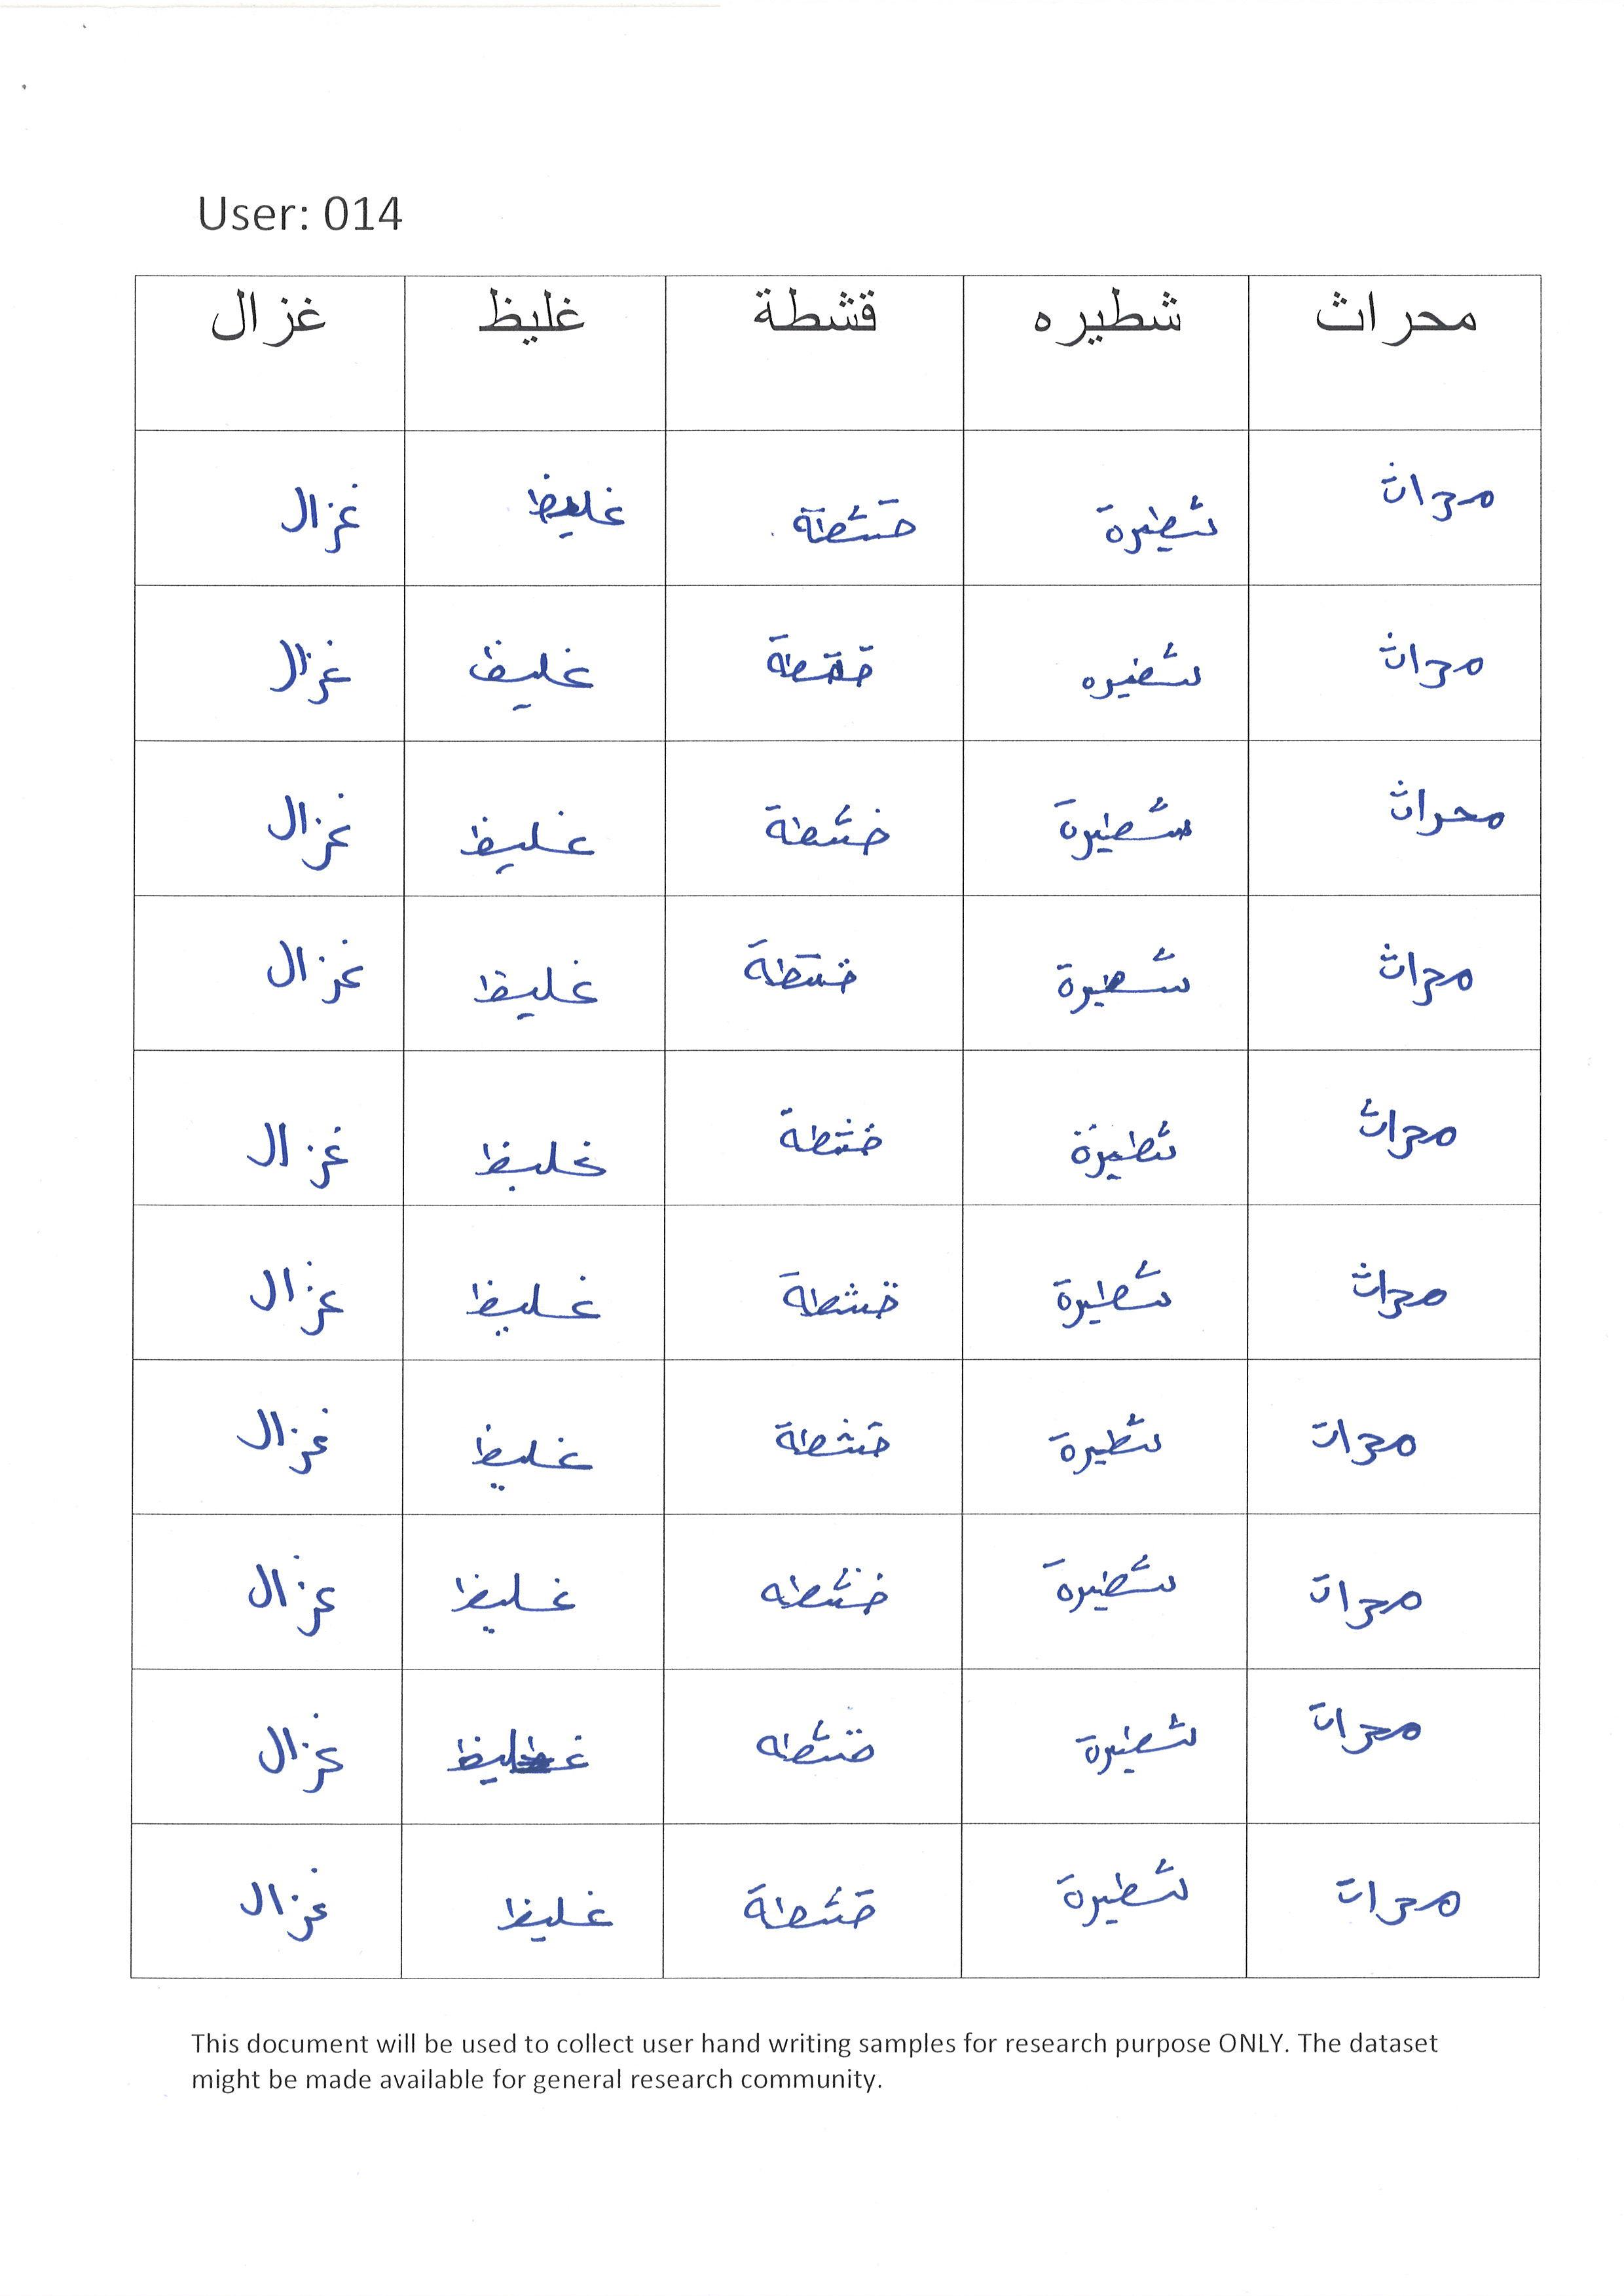 User: 014
محراث شطيره قشطة غليظ غزال
محراث شطيرة قشطة غليظ غزال
محراث شطيره قشطة غليظ غزال
محراث شطيرة قشطة غليظ غزال
محراث شطيرة قشطة غليظ غزال
محراث شطيرة قشطة غليظ غزال
محراث شطيرة قشطة غليظ غزال
محراث شطيرة قشطة غليظ غزال
محراث شطيرة قشطه غليظ غزال
محراث شطيرة قشطه غليظ غزال
محراث شطيرة قشطة غليظ غزال
This document will be used to collect user hand writing samples for research purpose ONLY. The dataset
might be made available for general research community.